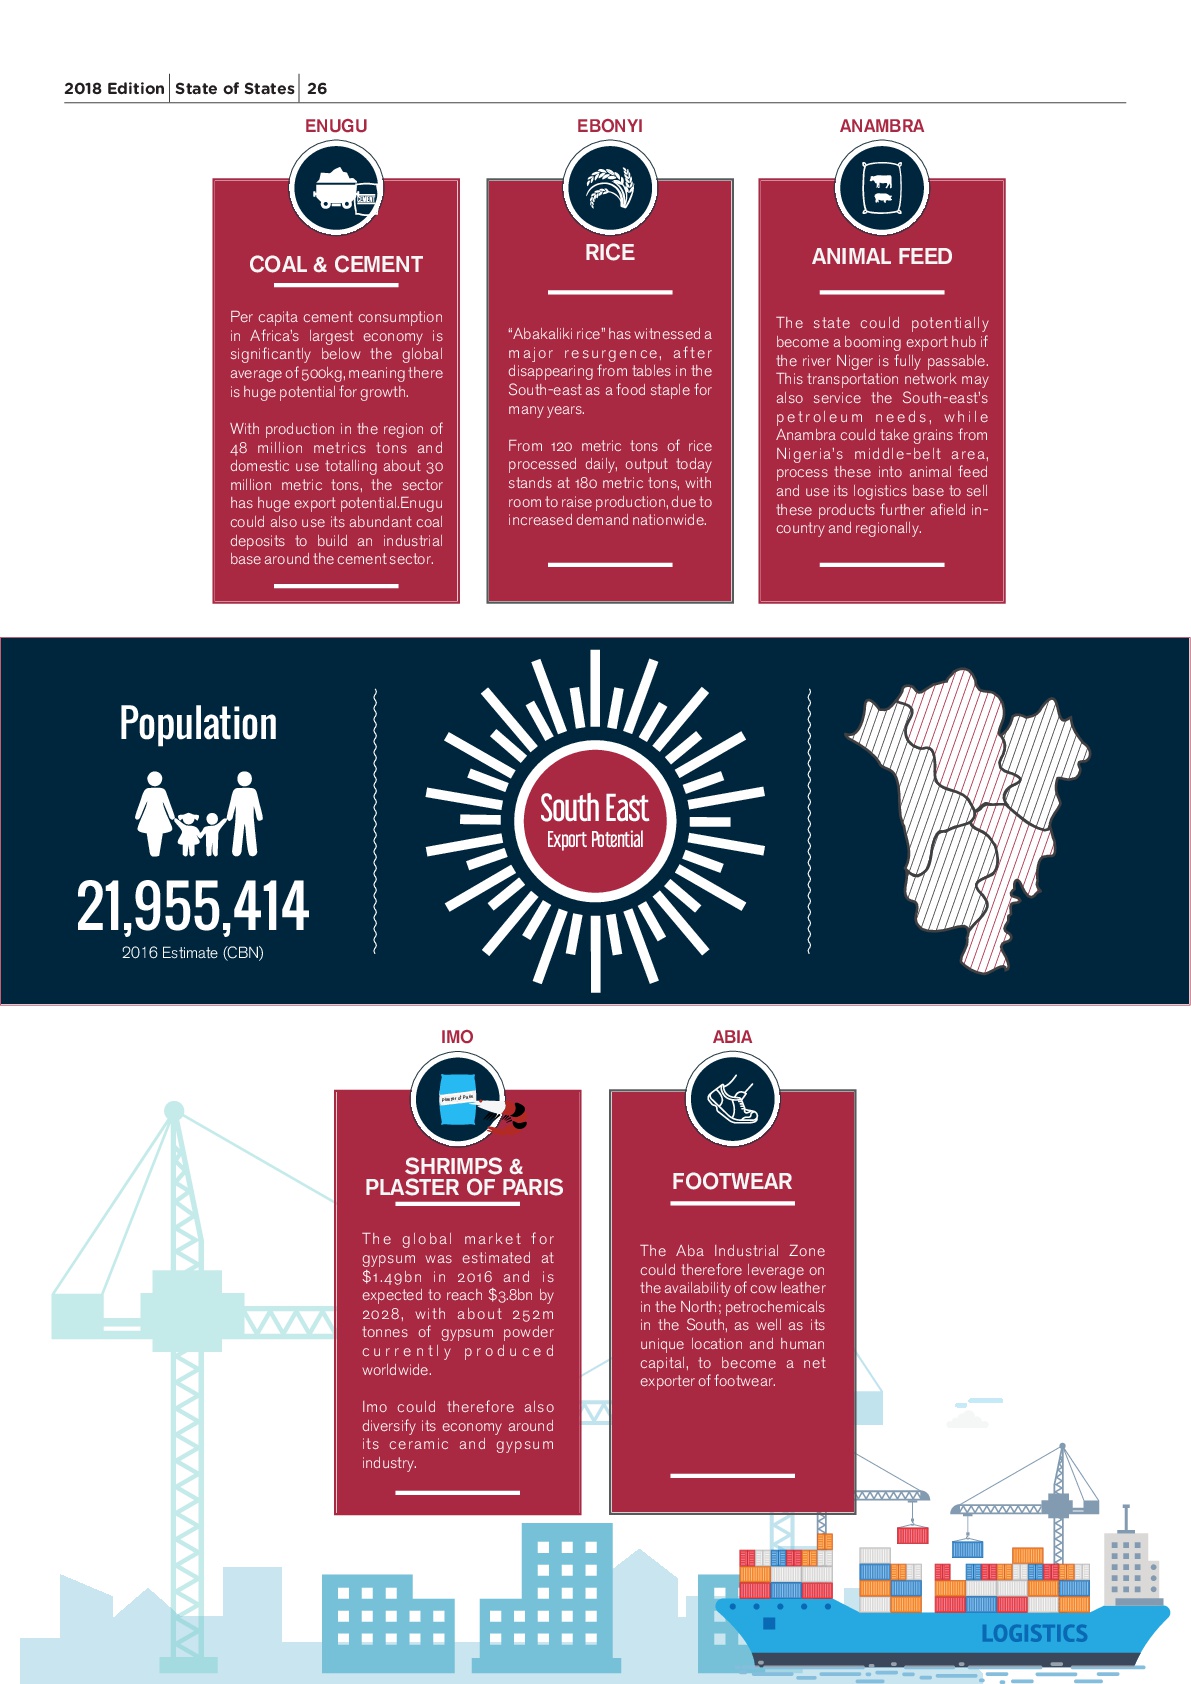 2018 Edition State of States 26
ENUGU
CEMENT
COAL & CEMENT
Per capita cement consumption
in Africa's largest economy is
significantly below the global
average of 500kg, meaning there
is huge potential for growth.
With production in the region of
48 million metrics tons and
domestic use totalling about 30
million metric tons, the sector
has huge export potential.Enugu
could also use its abundant coal
deposits to build an industrial
base around the cement sector.
EBONYI
RICE
“Abakaliki rice” has witnessed a
major resurgence, after
disappearing from tables in the
South-east as a food staple for
many years.
From 120 metric tons of rice
processed daily, output today
stands at 180 metric tons, with
room to raise production, due to
increased demand nationwide.
ANAMBRA
ANIMAL FEED
The state could potentially
become a booming export hub if
the river Niger is fully passable.
This transportation network may
also service the South-east's
petroleum needs, while
Anambra could take grains from
Nigeria's middle-belt area,
process these into animal feed
and use its logistics base to sell
these products further afield in-
country and regionally.
Population
21,955,414
2016 Estimate (CBN)
South East
Export Potential
IMO
Plaster of Paris
SHRIMPS &
PLASTER OF PARIS
The global market for
gypsum was estimated at
$1.49bn in 2016 and is
expected to reach $3.8bn by
2028, with about 252m
tonnes of gypsum powder
currently produced
worldwide.
Imo could therefore also
diversify its economy around
its ceramic and gypsum
industry.
ABIA
FOOTWEAR
The Aba Industrial Zone
could therefore leverage on
the availability of cow leather
in the North; petrochemicals
in the South, as well as its
unique location and human
capital, to become a net
exporter of footwear.
LOGISTICS